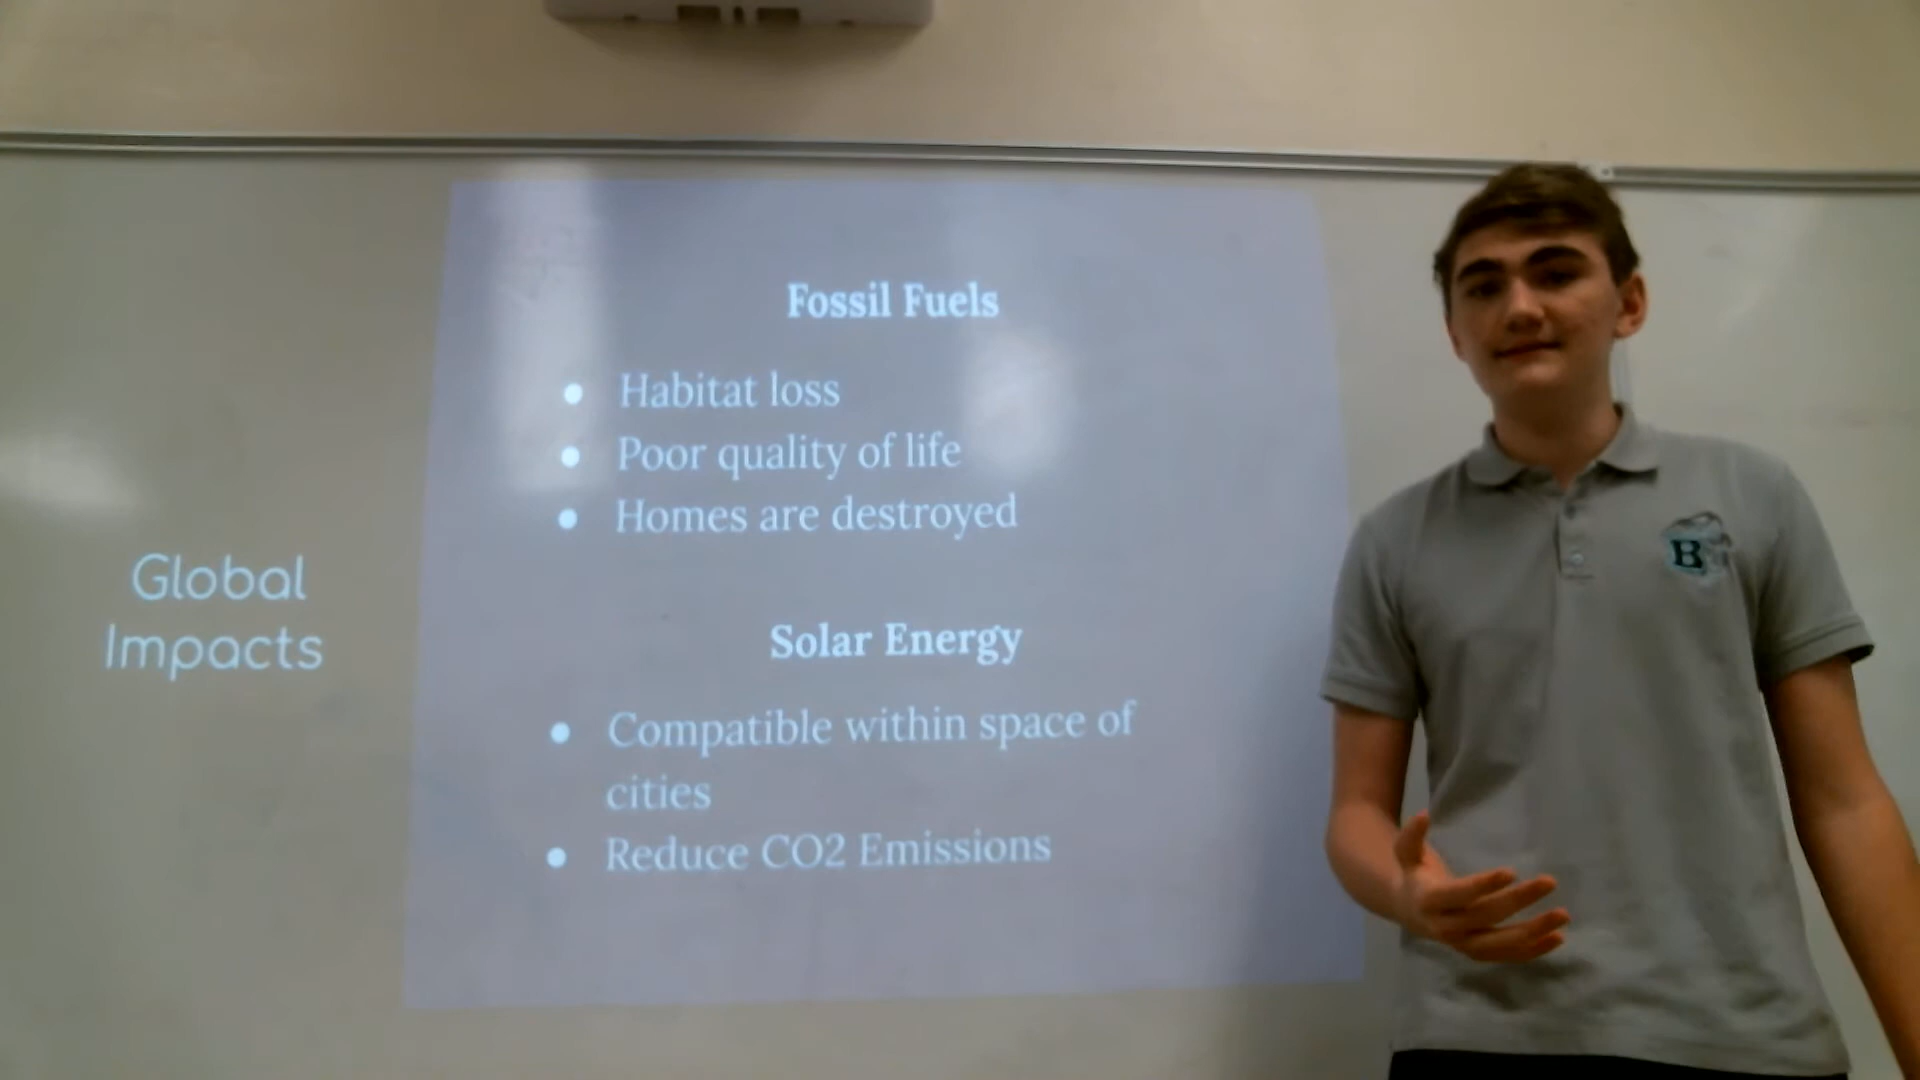 Global
Impacts
Fossil Fuels
● Habitat loss
● Poor quality of life
● Homes are destroyed
Solar Energy
● Compatible within space of
cities
● Reduce CO2 Emissions
B